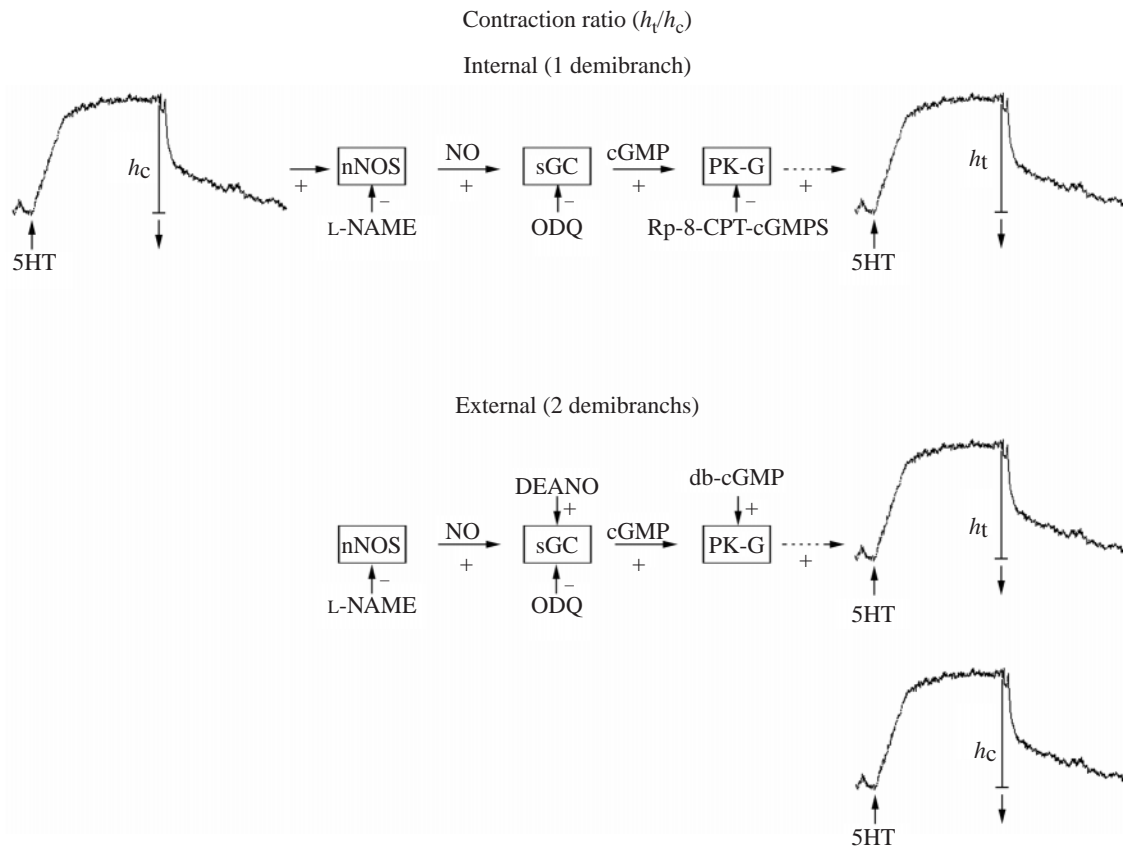 Contraction ratio (ht/hc)
Internal (1 demibranch)
hc
5HT
+
nNOS
−
L-NAME
NO
+
sGC
−
ODQ
cGMP
+
PK-G
−
Rp-8-CPT-cGMPS
+
ht
5HT
External (2 demibranchs)
nNOS
−
L-NAME
NO
+
DEANO
+
sGC
−
ODQ
cGMP
+
db-cGMP
+
PK-G
+
ht
5HT
hc
5HT